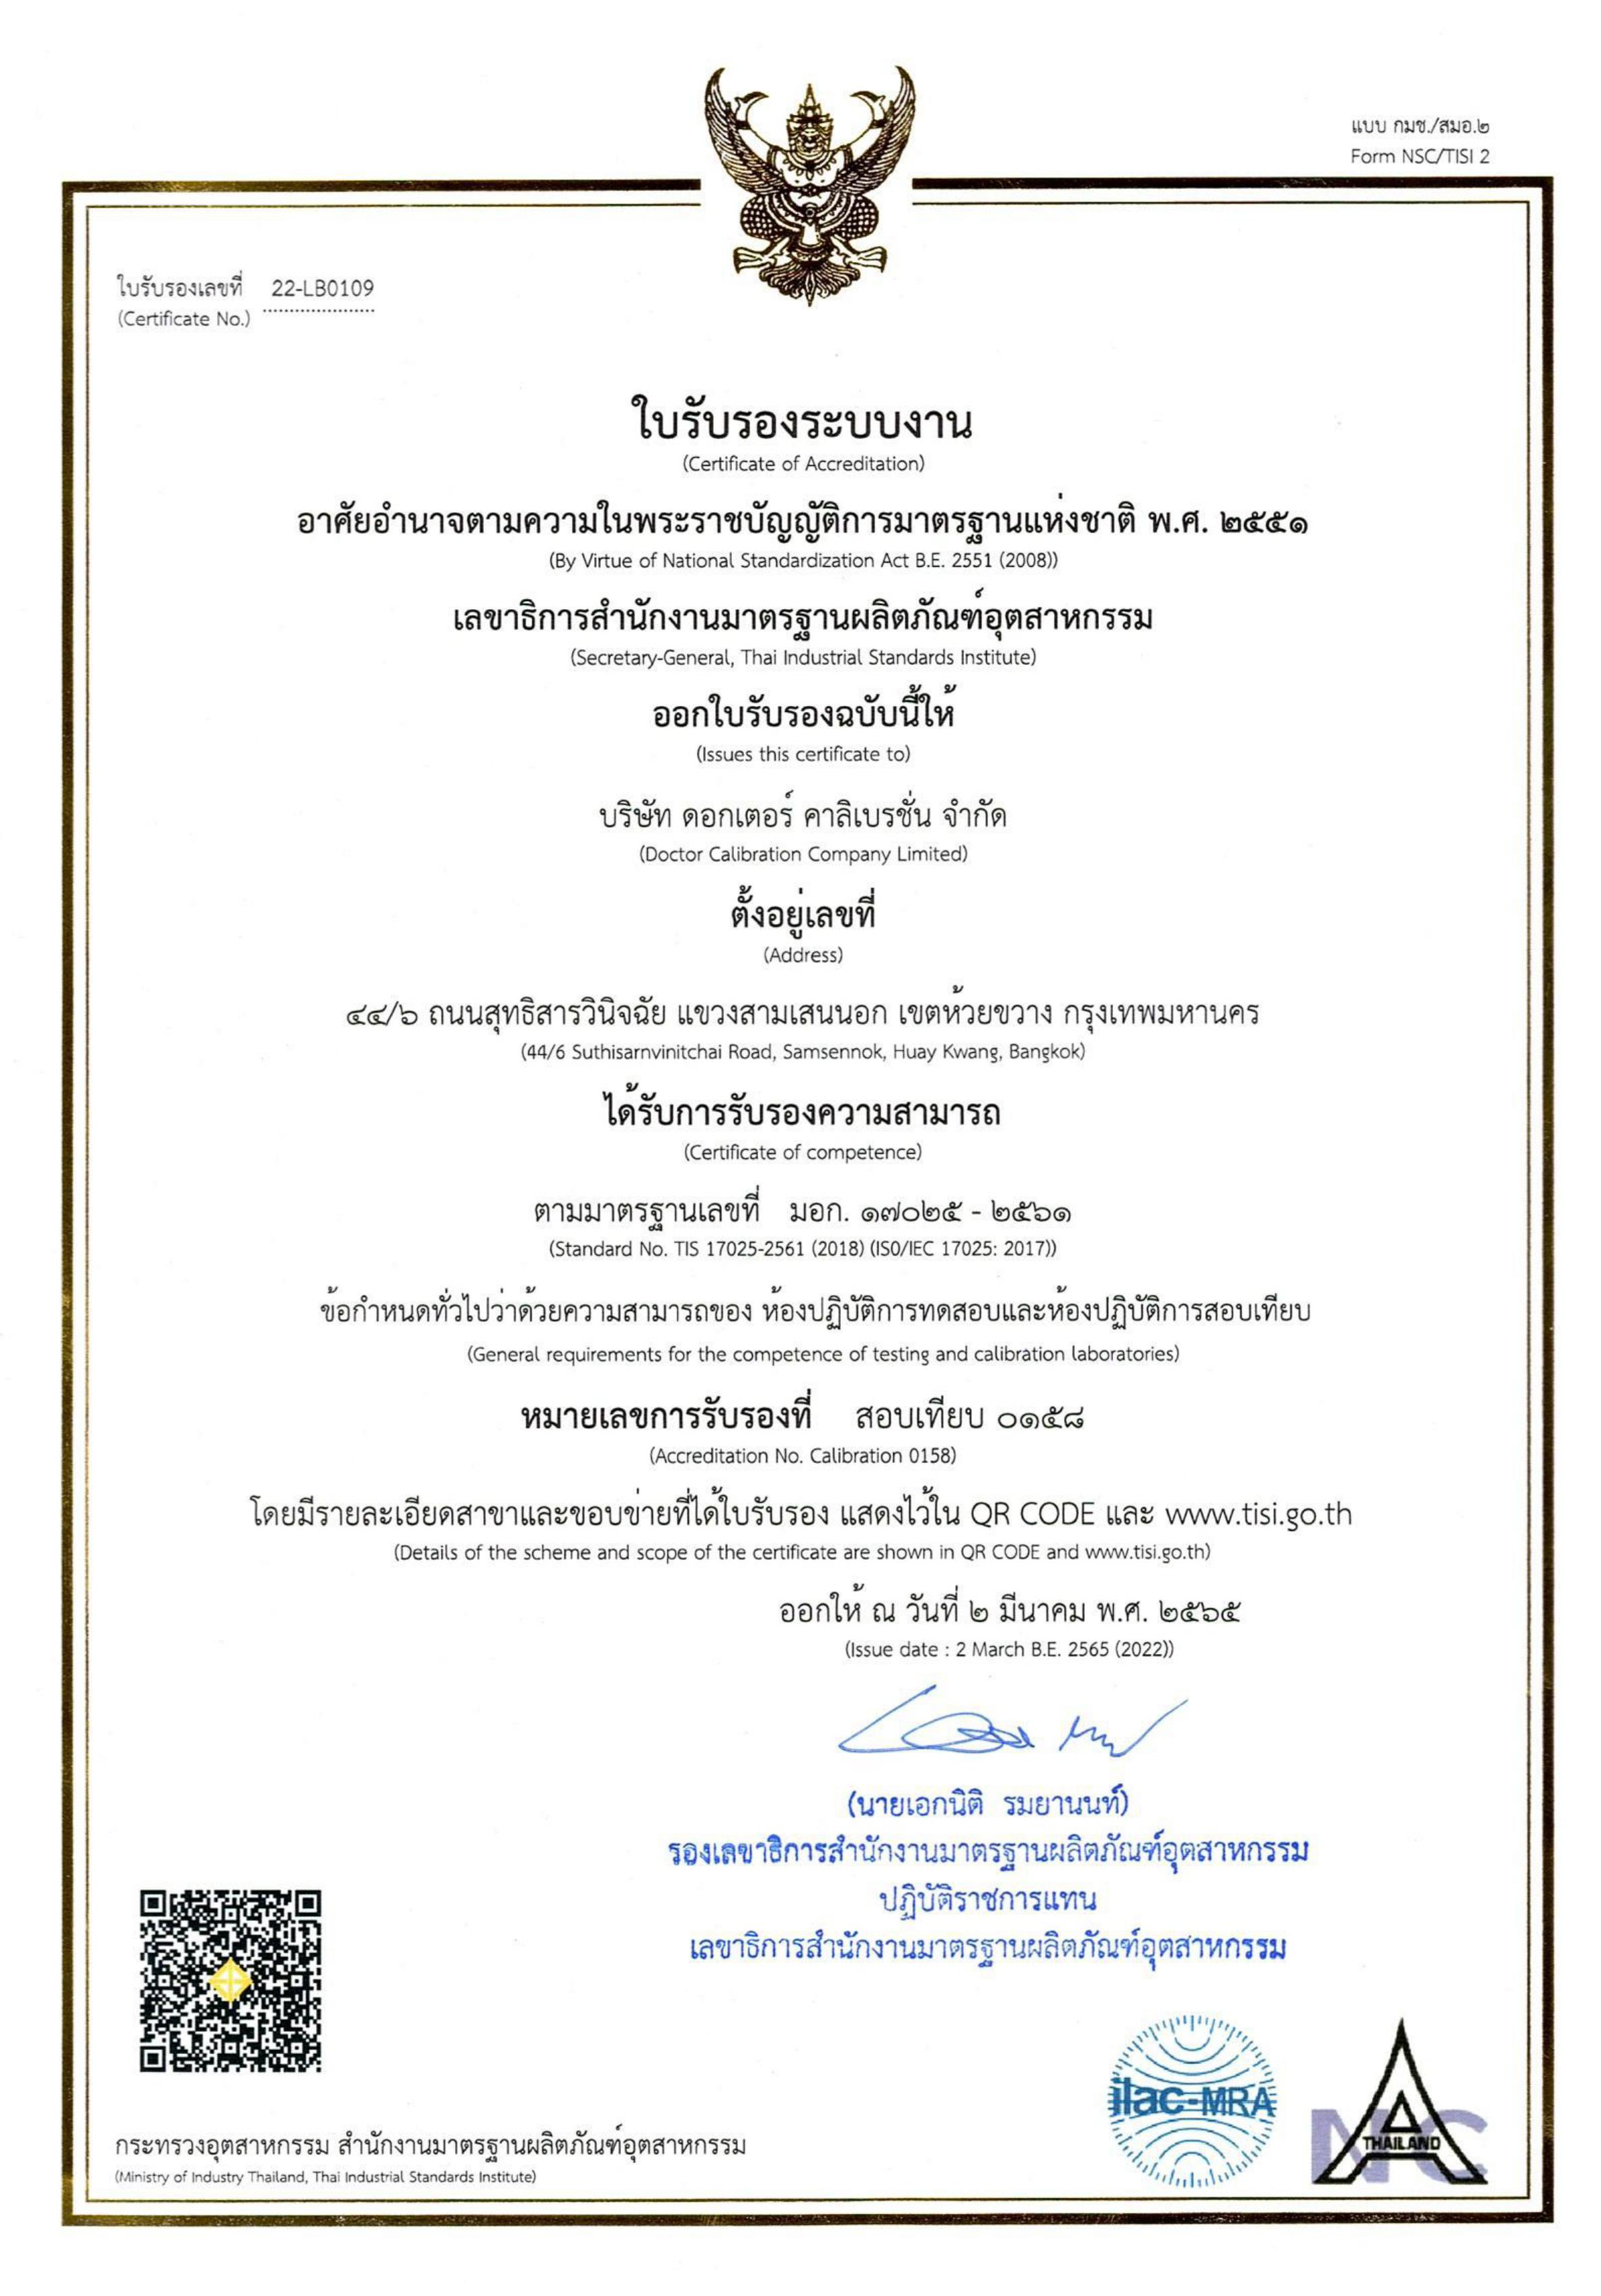 แบบ กมช./สมอ.๒
Form NSC/TISI 2
ใบรับรองเลขที่ 22-LB0109
(Certificate No.)
ใบรับรองระบบงาน
(Certificate of Accreditation)
อาศัยอำนาจตามความในพระราชบัญญัติการมาตรฐานแห่งชาติ พ.ศ. ๒๕๕๑
(By Virtue of National Standardization Act B.E. 2551 (2008))
เลขาธิการสำนักงานมาตรฐานผลิตภัณฑ์อุตสาหกรรม
(Secretary-General, Thai Industrial Standards Institute)
ออกใบรับรองฉบับนี้ให้
(Issues this certificate to)
บริษัท ดอกเตอร์ คาลิเบรชั่น จำกัด
(Doctor Calibration Company Limited)
ตั้งอยู่เลขที่
(Address)
๔๔/๖ ถนนสุทธิสารวินิจฉัย แขวงสามเสนนอก เขตห้วยขวาง กรุงเทพมหานคร
(44/6 Suthisarnvinitchai Road, Samsennok, Huay Kwang, Bangkok)
ได้รับการรับรองความสามารถ
(Certificate of competence)
ตามมาตรฐานเลขที่ มอก. ๑๗๐๒๕ - ๒๕๖๑
(Standard No. TIS 17025-2561 (2018) (ISO/IEC 17025: 2017))
ข้อกำหนดทั่วไปว่าด้วยความสามารถของ ห้องปฏิบัติการทดสอบและห้องปฏิบัติการสอบเทียบ
(General requirements for the competence of testing and calibration laboratories)
หมายเลขการรับรองที่ สอบเทียบ ๐๑๕๘
(Accreditation No. Calibration 0158)
โดยมีรายละเอียดสาขาและขอบข่ายที่ได้ใบรับรอง แสดงไว้ใน QR CODE และ www.tisi.go.th
(Details of the scheme and scope of the certificate are shown in QR CODE and www.tisi.go.th)
ออกให้ ณ วันที่ ๒ มีนาคม พ.ศ. ๒๕๖๕
(Issue date : 2 March B.E. 2565 (2022))
(นายเอกนิติ รมยานนท์)
รองเลขาธิการสำนักงานมาตรฐานผลิตภัณฑ์อุตสาหกรรม
ปฏิบัติราชการแทน
เลขาธิการสำนักงานมาตรฐานผลิตภัณฑ์อุตสาหกรรม
ilac-MRA
NC
THAILAND
กระทรวงอุตสาหกรรม สำนักงานมาตรฐานผลิตภัณฑ์อุตสาหกรรม
(Ministry of Industry Thailand, Thai Industrial Standards Institute)